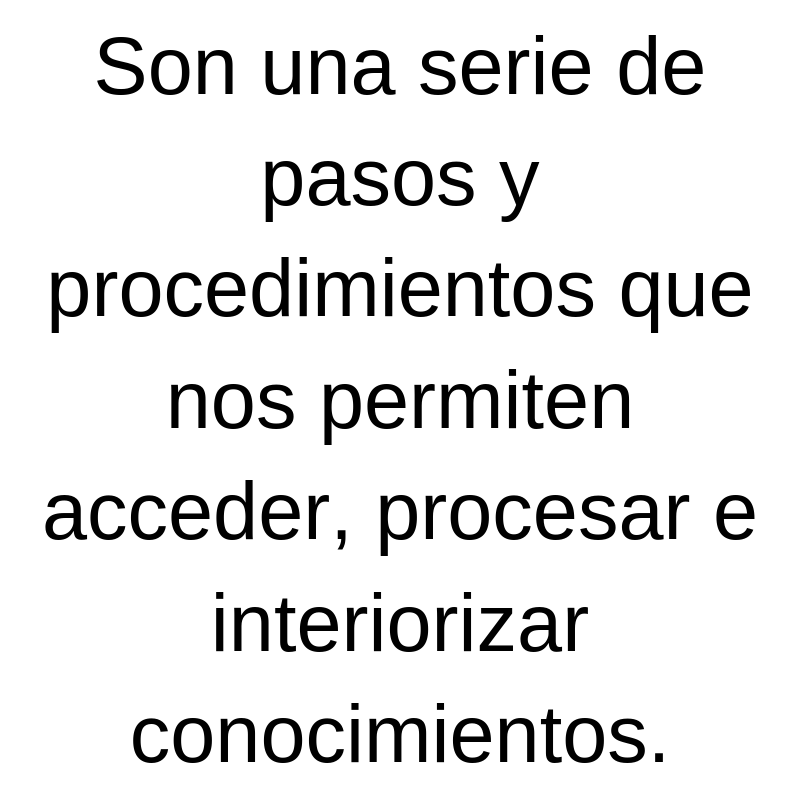 Son una serie de
pasos y
procedimientos que
nos permiten
acceder, procesar e
interiorizar
conocimientos.